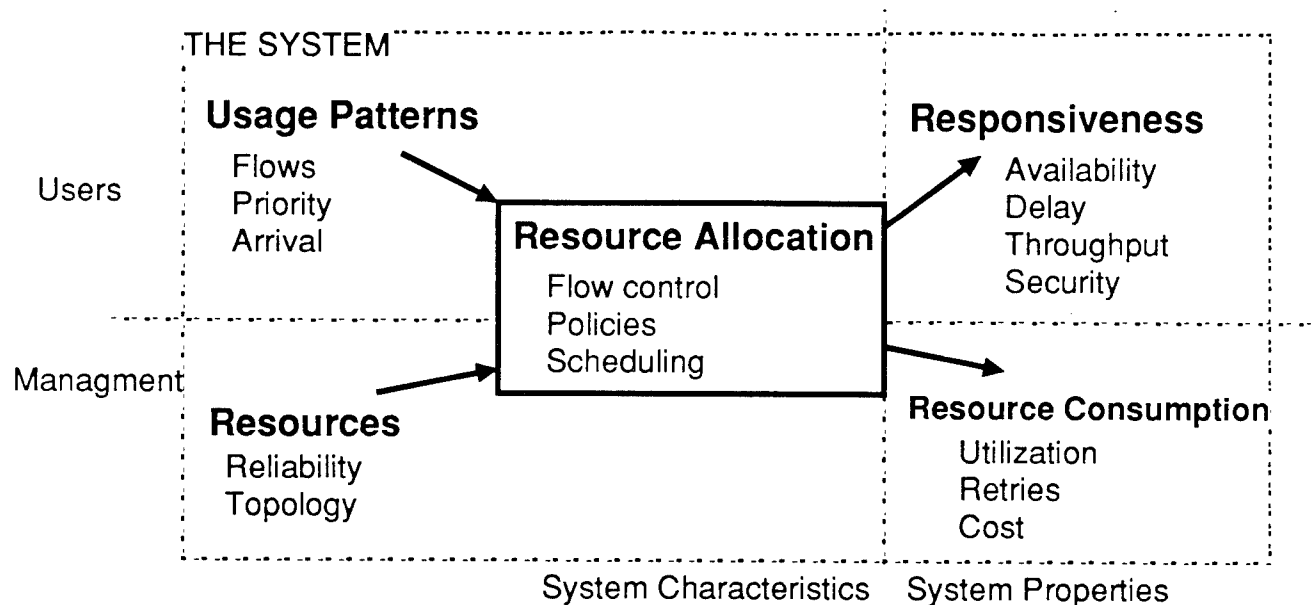 THE SYSTEM
Usage Patterns
Flows
Priority
Arrival
Users
Responsiveness
Availability
Delay
Throughput
Security
Resource Allocation
Flow control
Policies
Scheduling
Managment
Resources
Reliability
Topology
Resource Consumption
Utilization
Retries
Cost
System Characteristics
System Properties